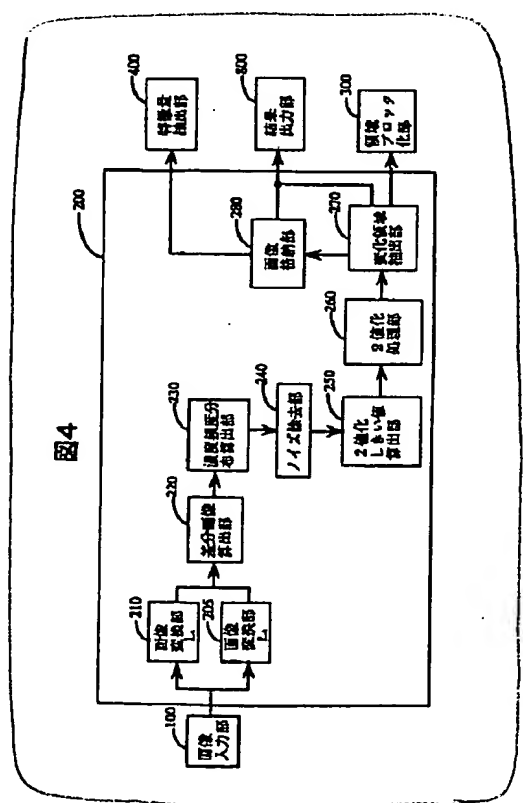 図4
200
100
画像
入力部
210
画像
変換部
205
画像
変換部
220
差分画像
算出部
230
濃度頻度分
布算出部
240
ノイズ除去部
250
2値化
しきい値
算出部
260
2値化
処理部
270
変化領域
抽出部
280
画像
格納部
400
特徴量
抽出部
800
結果
出力部
300
領域
ブロック
化部